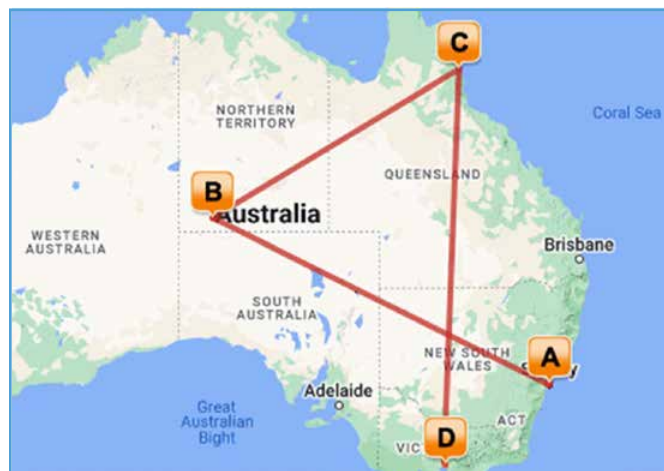 C
Coral Sea
NORTHERN
TERRITORY
QUEENSLAND
B
Australia
WESTERN
AUSTRALIA
Brisbane
SOUTH
AUSTRALIA
NEW SOUTH
WALES
A
Adelaide
Great
Australian
Bight
ACT
D
VIC